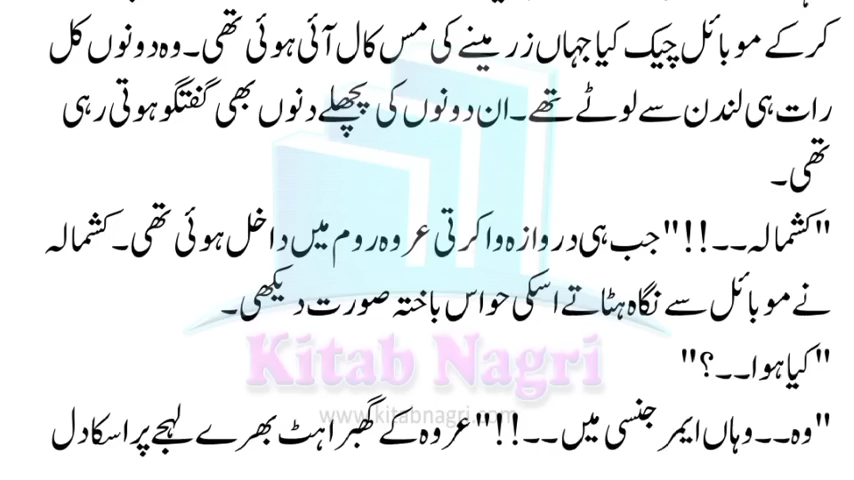 کرکے موبائل چیک کیا جہاں زرمینے کی مس کال آئی ہوئی تھی۔ وہ دونوں کل
رات ہی لندن سے لوٹے تھے۔ ان دونوں کی پچھلے دنوں بھی گفتگو ہوتی رہی
تھی۔
"کشمالہ۔۔!!" جب ہی دروازہ وا کرتی عروہ روم میں داخل ہوئی تھی۔ کشمالہ
نے موبائل سے نگاہ ہٹاتے اسکی حواس باختہ صورت دیکھی۔
Kitab Nagri
"کیا ہوا۔۔؟"
www.kitabnagri.com
"وہ۔۔ وہاں ایمرجنسی میں۔۔!!" عروہ کے گھبراہٹ بھرے لہجے پر اسکا دل